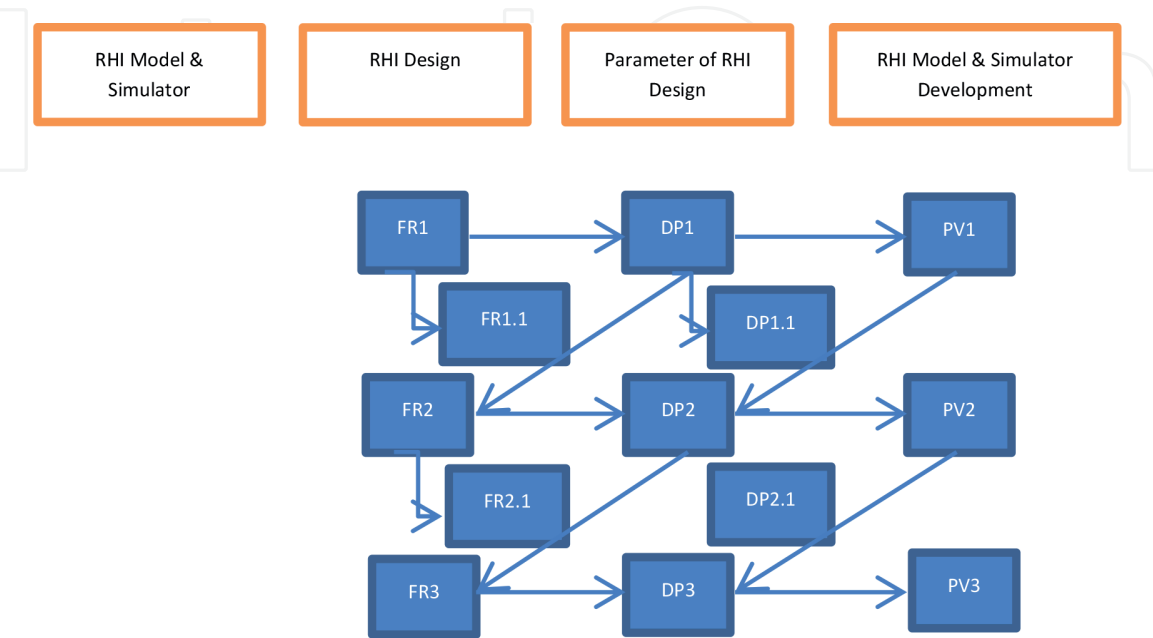 RHI Model &
Simulator
RHI Design
Parameter of RHI
Design
RHI Model & Simulator
Development
FR1
DP1
PV1
FR1.1
DP1.1
FR2
DP2
PV2
FR2.1
DP2.1
FR3
DP3
PV3